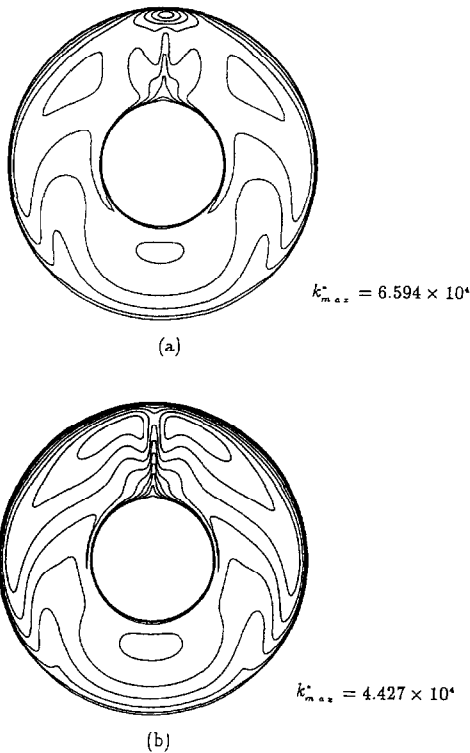 k*max = 6.594 × 10⁴
(a)
k*max = 4.427 × 10⁴
(b)